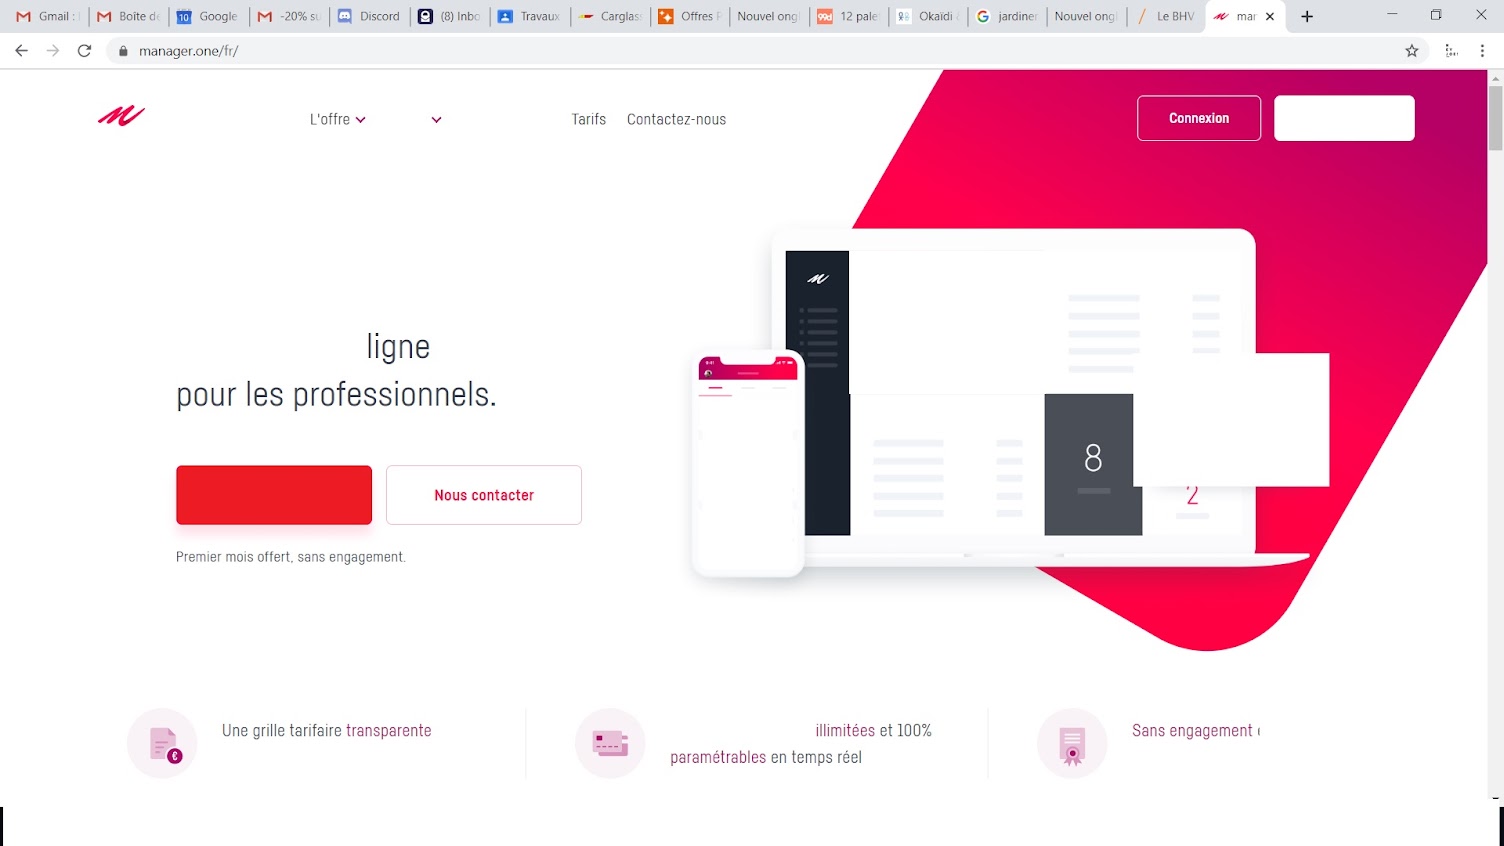 Gmail :
Boîte de
Google
-20% su
Discord
(8) Inbo
Travaux
Carglass
Offres P
Nouvel ongl
12 palet
Okaïdi
jardiner
Nouvel ongl
Le BHV
mar
manager.one/fr/
L'offre
Tarifs
Contactez-nous
Connexion
ligne
pour les professionnels.
Nous contacter
Premier mois offert, sans engagement.
8
2
Une grille tarifaire transparente
illimitées et 100%
paramétrables en temps réel
Sans engagement